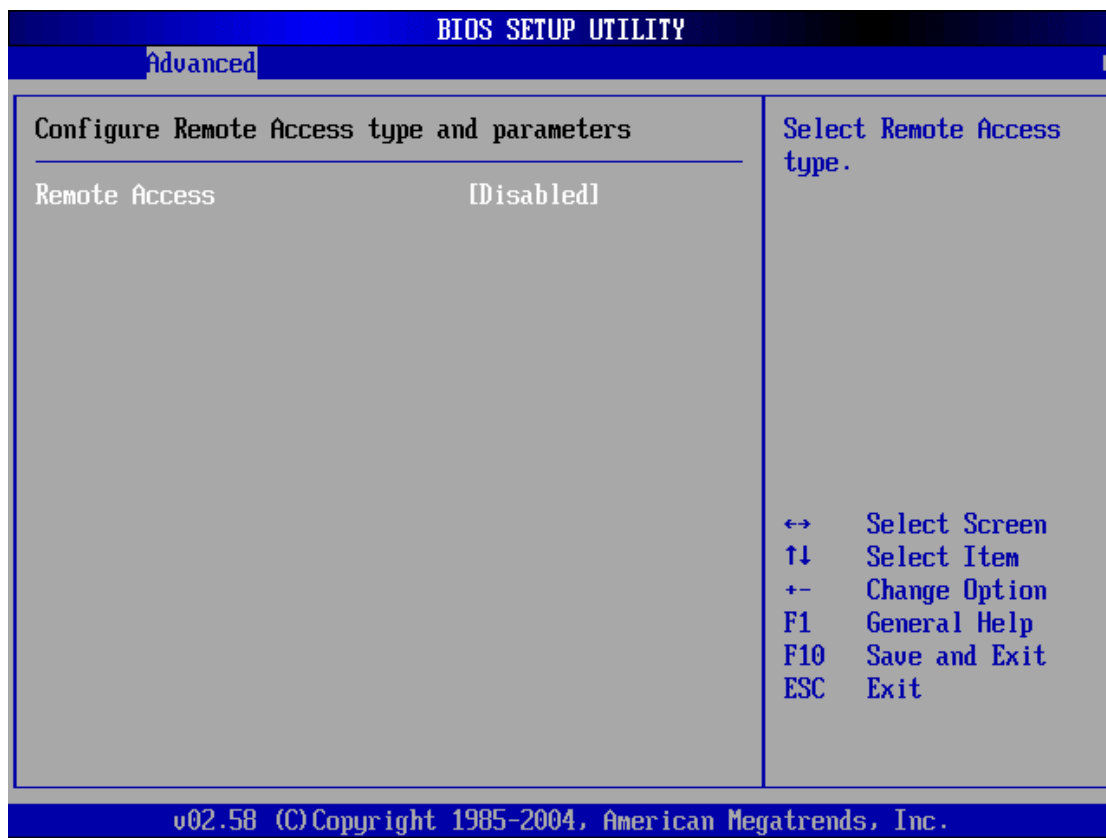 BIOS SETUP UTILITY
Advanced
Configure Remote Access type and parameters
Remote Access [Disabled]
Select Remote Access
type.
←→ Select Screen
↑↓ Select Item
+- Change Option
F1 General Help
F10 Save and Exit
ESC Exit
v02.58 (C)Copyright 1985-2004, American Megatrends, Inc.